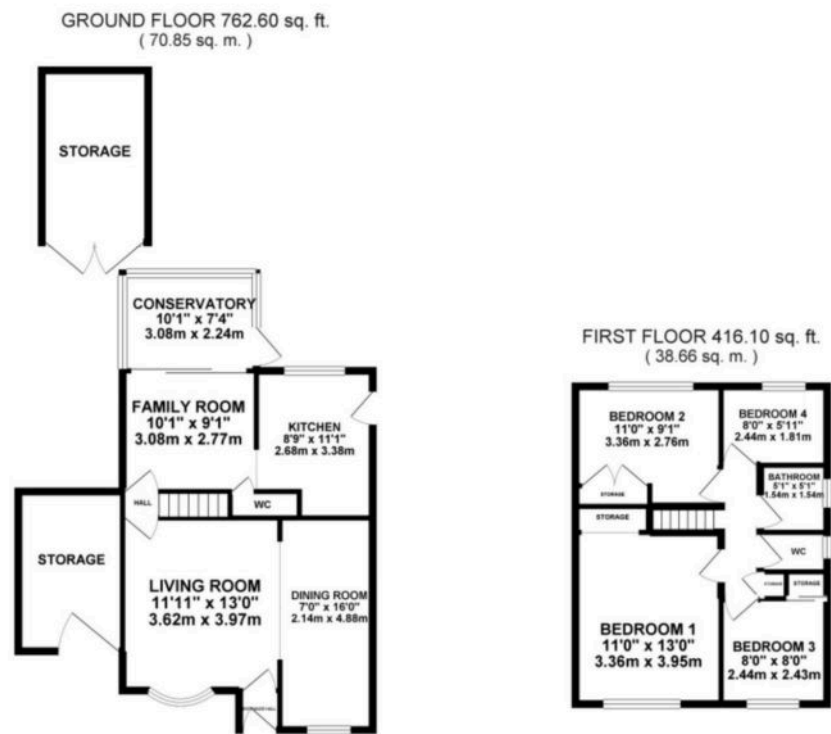 GROUND FLOOR 762.60 sq. ft.
( 70.85 sq. m. )
STORAGE
CONSERVATORY
10'1" x 7'4"
3.08m x 2.24m
FAMILY ROOM
10'1" x 9'1"
3.08m x 2.77m
KITCHEN
8'9" x 11'1"
2.68m x 3.38m
HALL
WC
STORAGE
LIVING ROOM
11'11" x 13'0"
3.62m x 3.97m
DINING ROOM
7'0" x 16'0"
2.14m x 4.88m
HALL
FIRST FLOOR 416.10 sq. ft.
( 38.66 sq. m. )
BEDROOM 2
11'0" x 9'1"
3.36m x 2.76m
BEDROOM 4
8'0" x 5'11"
2.44m x 1.81m
BATHROOM
5'1" x 5'1"
1.54m x 1.54m
STORAGE
STORAGE
WC
STORAGE
STORAGE
BEDROOM 1
11'0" x 13'0"
3.36m x 3.95m
BEDROOM 3
8'0" x 8'0"
2.44m x 2.43m